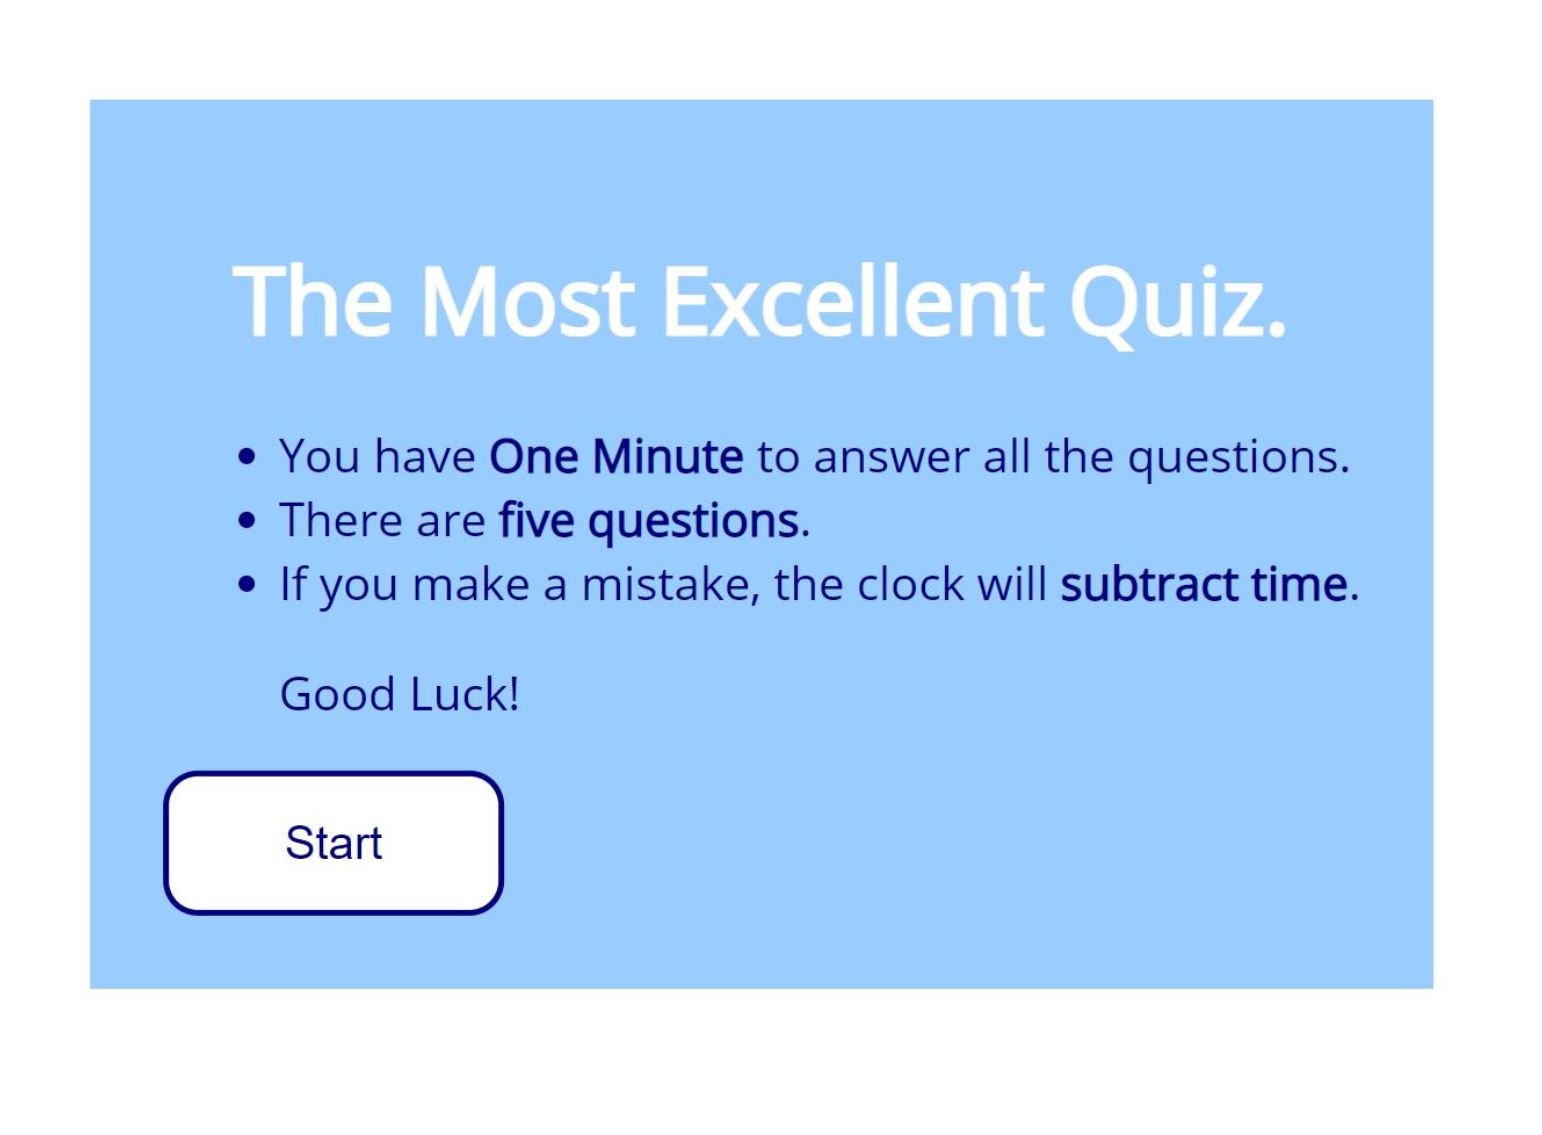 The Most Excellent Quiz.
• You have One Minute to answer all the questions.
• There are five questions.
• If you make a mistake, the clock will subtract time.
Good Luck!
Start